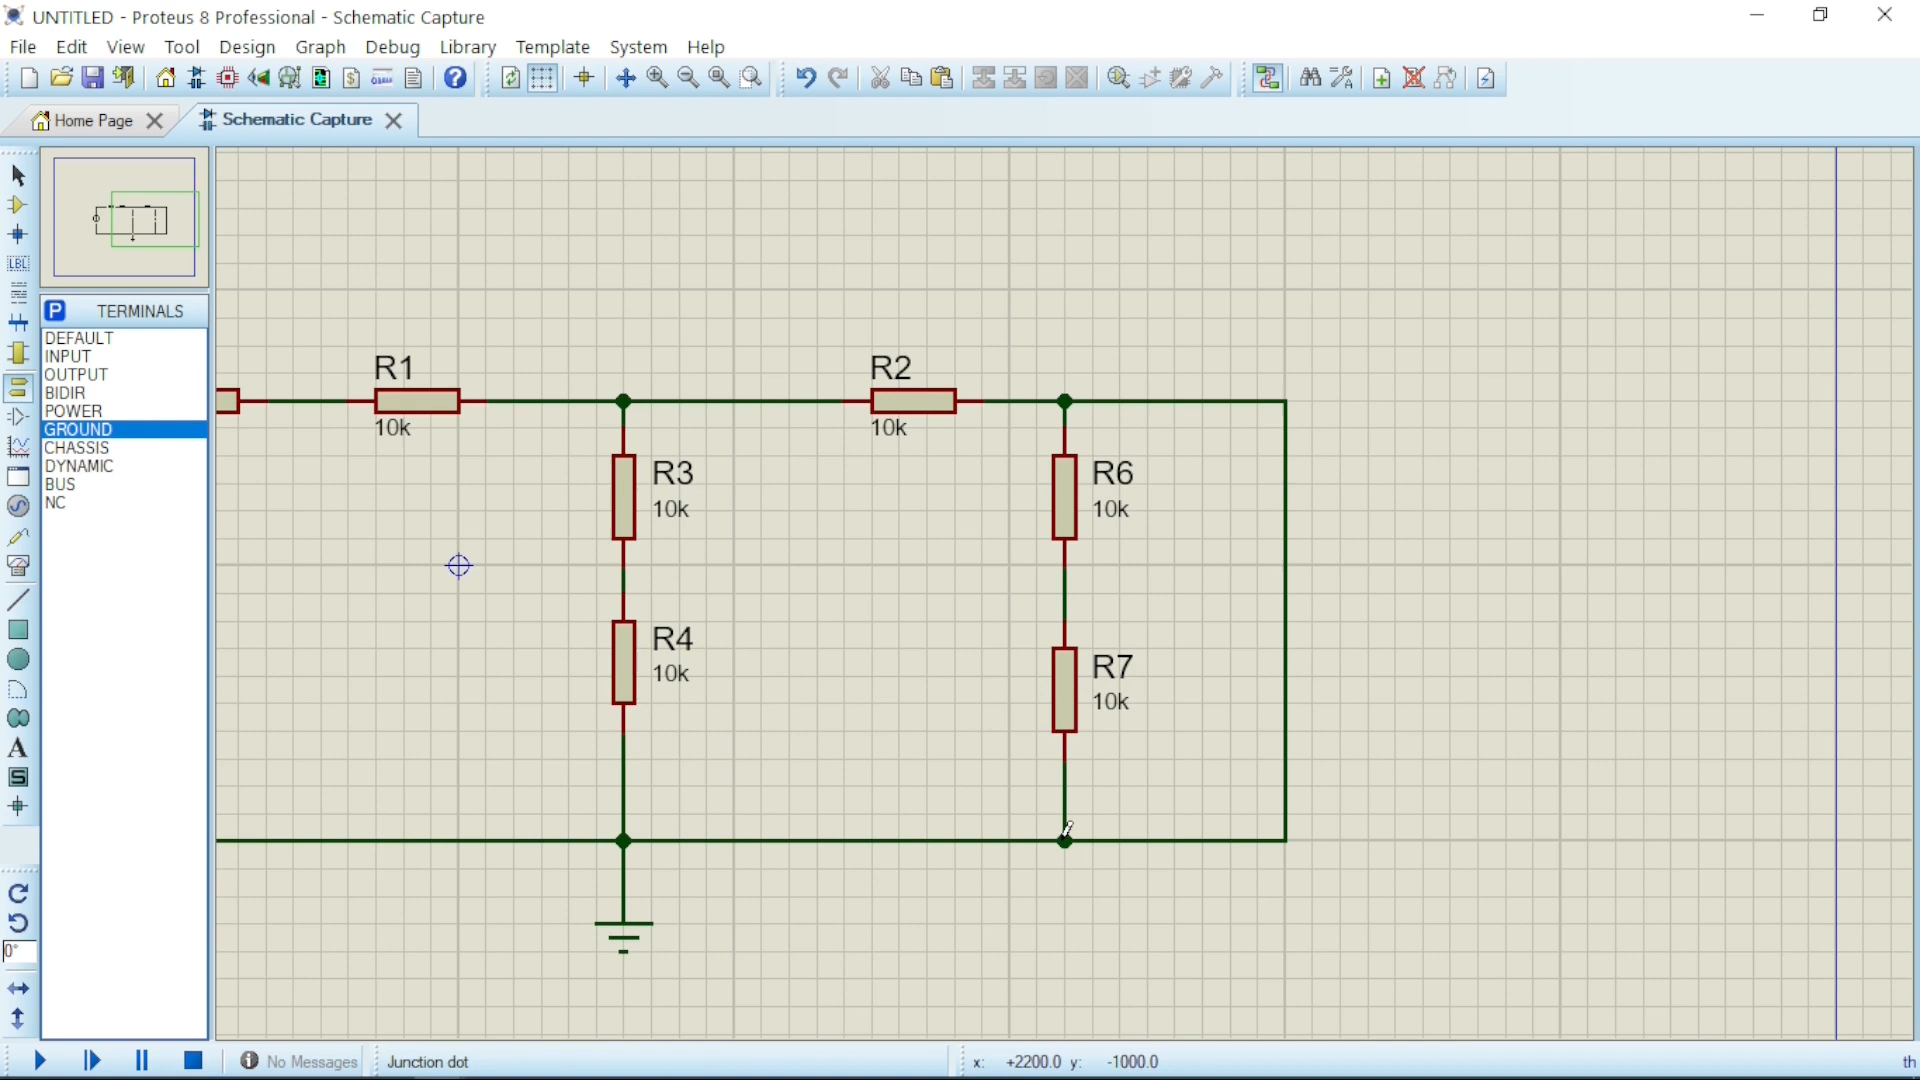 UNTITLED - Proteus 8 Professional - Schematic Capture
File Edit View Tool Design Graph Debug Library Template System Help
Home Page
Schematic Capture
LBL
P TERMINALS
DEFAULT
INPUT
OUTPUT
BIDIR
POWER
GROUND
CHASSIS
DYNAMIC
BUS
NC
A
S
0°
R1
10k
R2
10k
R3
10k
R6
10k
R4
10k
R7
10k
No Messages
Junction dot
x: +2200.0 y: -1000.0
th